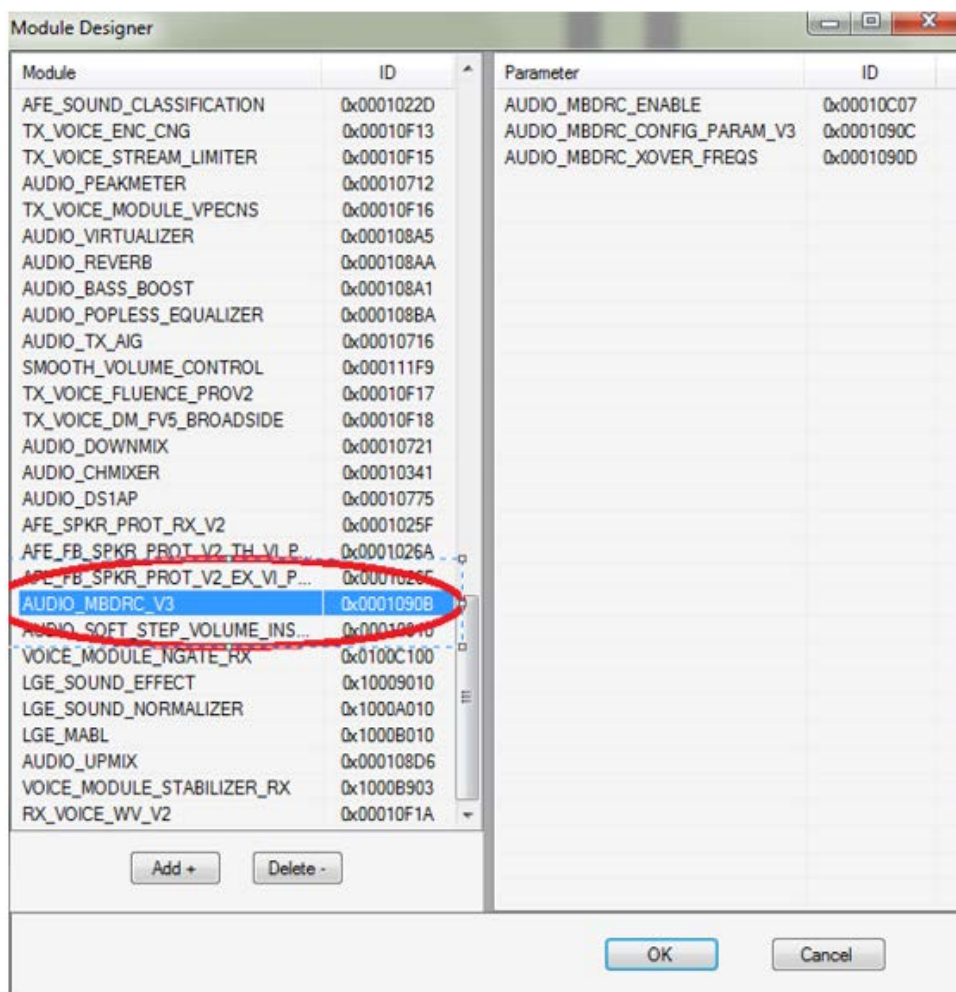 Module Designer
Module ID
AFE_SOUND_CLASSIFICATION 0x0001022D
TX_VOICE_ENC_CNG 0x00010F13
TX_VOICE_STREAM_LIMITER 0x00010F15
AUDIO_PEAKMETER 0x00010712
TX_VOICE_MODULE_VPECNS 0x00010F16
AUDIO_VIRTUALIZER 0x000108A5
AUDIO_REVERB 0x000108AA
AUDIO_BASS_BOOST 0x000108A1
AUDIO_POPLESS_EQUALIZER 0x000108BA
AUDIO_TX_AIG 0x00010716
SMOOTH_VOLUME_CONTROL 0x000111F9
TX_VOICE_FLUENCE_PROV2 0x00010F17
TX_VOICE_DM_FV5_BROADSIDE 0x00010F18
AUDIO_DOWNMIX 0x00010721
AUDIO_CHMIXER 0x00010341
AUDIO_DS1AP 0x00010775
AFE_SPKR_PROT_RX_V2 0x0001025F
AFE_FB_SPKR_PROT_V2_TH_VI_P... 0x0001026A
AFE_FB_SPKR_PROT_V2_EX_VI_P...
AUDIO_MBDRC_V3 0x0001090B
AUDIO_SOFT_STEP_VOLUME_INS...
VOICE_MODULE_NGATE_RX 0x0100C100
LGE_SOUND_EFFECT 0x10009010
LGE_SOUND_NORMALIZER 0x1000A010
LGE_MABL 0x1000B010
AUDIO_UPMIX 0x000108D6
VOICE_MODULE_STABILIZER_RX 0x1000B903
RX_VOICE_WV_V2 0x00010F1A
Add + Delete -
Parameter ID
AUDIO_MBDRC_ENABLE 0x00010C07
AUDIO_MBDRC_CONFIG_PARAM_V3 0x0001090C
AUDIO_MBDRC_XOVER_FREQS 0x0001090D
OK Cancel